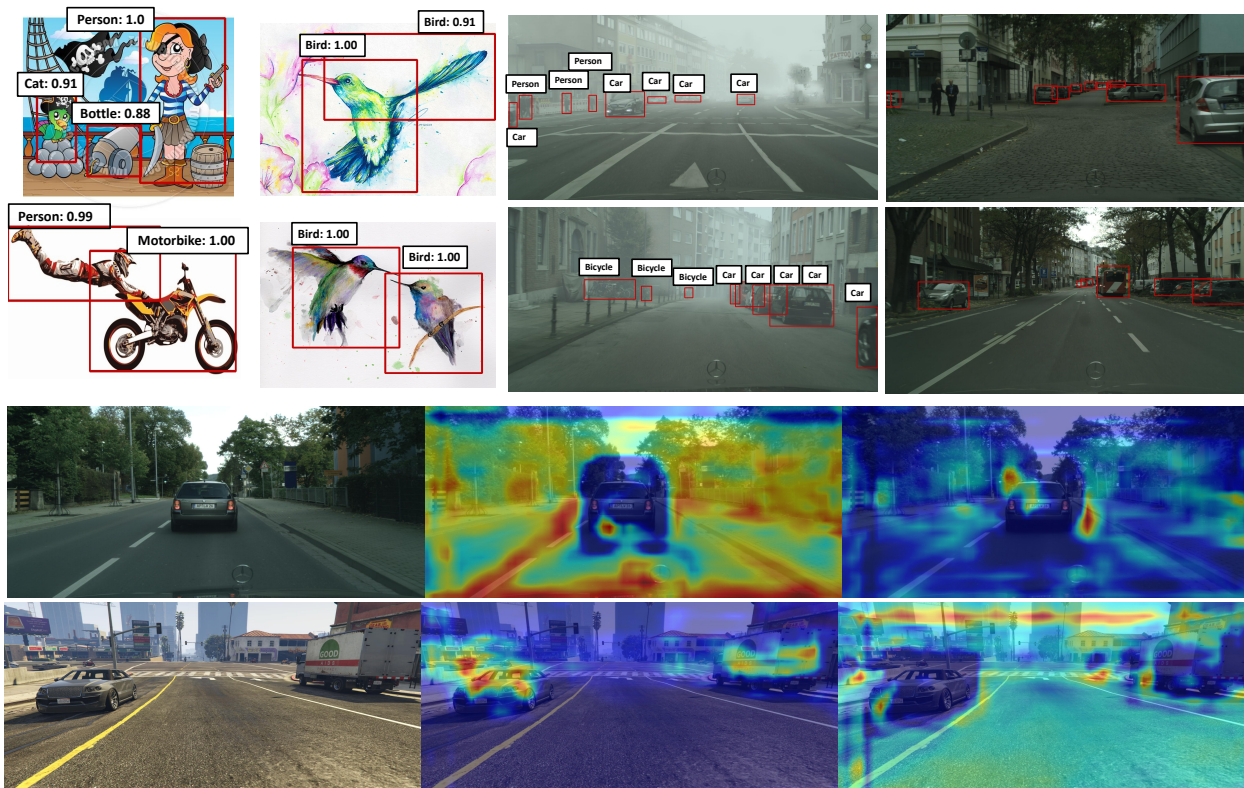 Person: 1.0
Cat: 0.91
Bottle: 0.88
Bird: 0.91
Bird: 1.00
Person
Person
Person
Car
Car
Car
Car
Car
Person: 0.99
Motorbike: 1.00
Bird: 1.00
Bird: 1.00
Bicycle
Bicycle
Bicycle
Car
Car
Car
Car
Car
GOOD
GOOD
GOOD